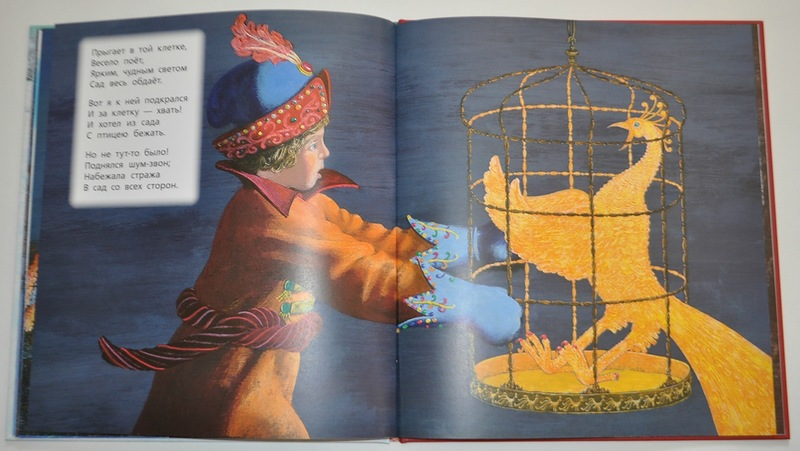 Прыгает в той клетке,
Весело поёт,
Ярким, чудным светом
Сад весь обдаёт.
Вот я к ней подкрался
И за клетку — хвать!
И хотел из сада
С птицею бежать.
Но не тут-то было!
Поднялся шум-звон;
Набежала стража
В сад со всех сторон.